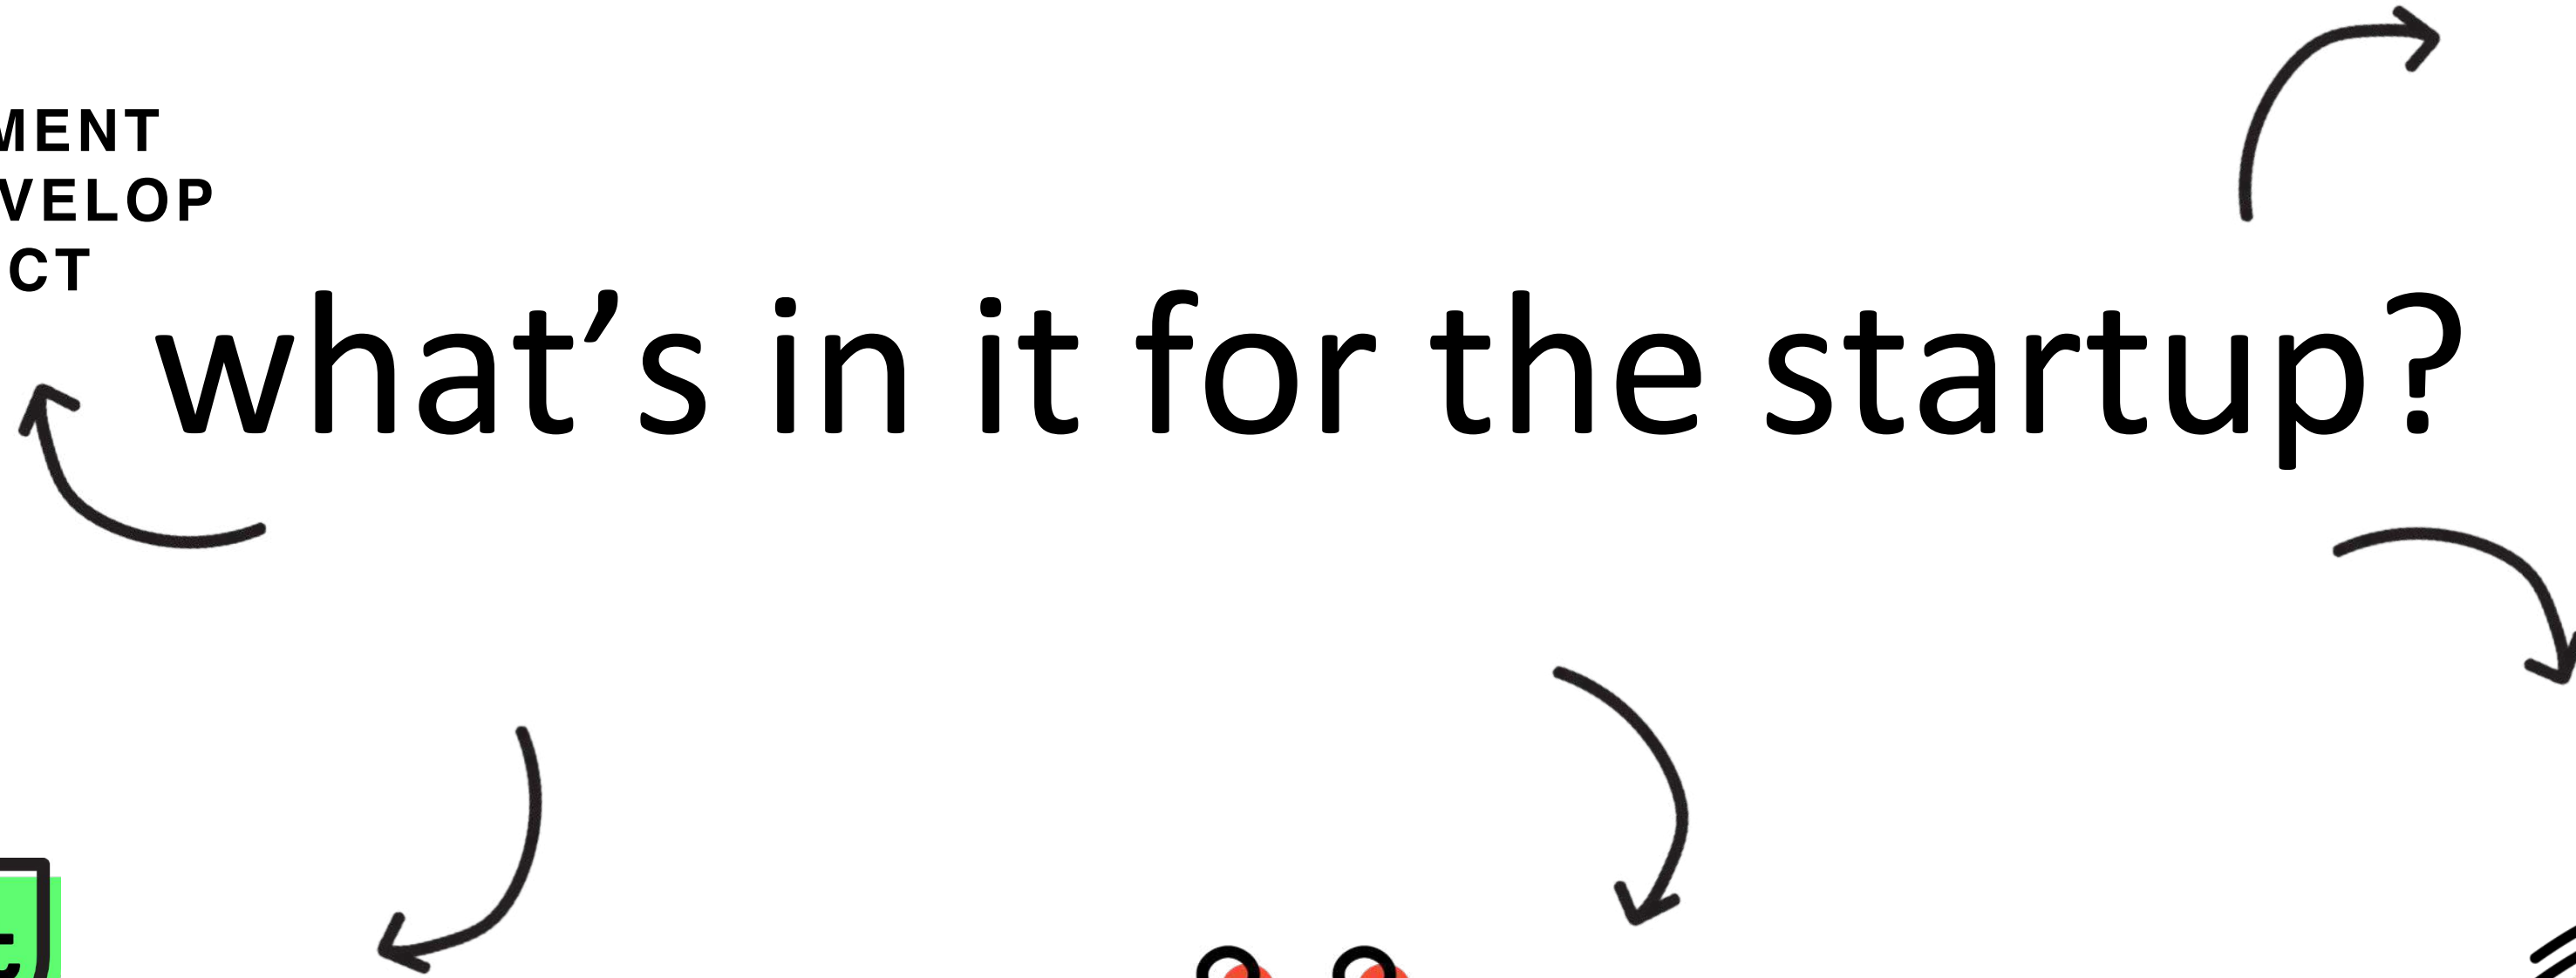 MENT
VELOP
CT
what’s in it for the startup?